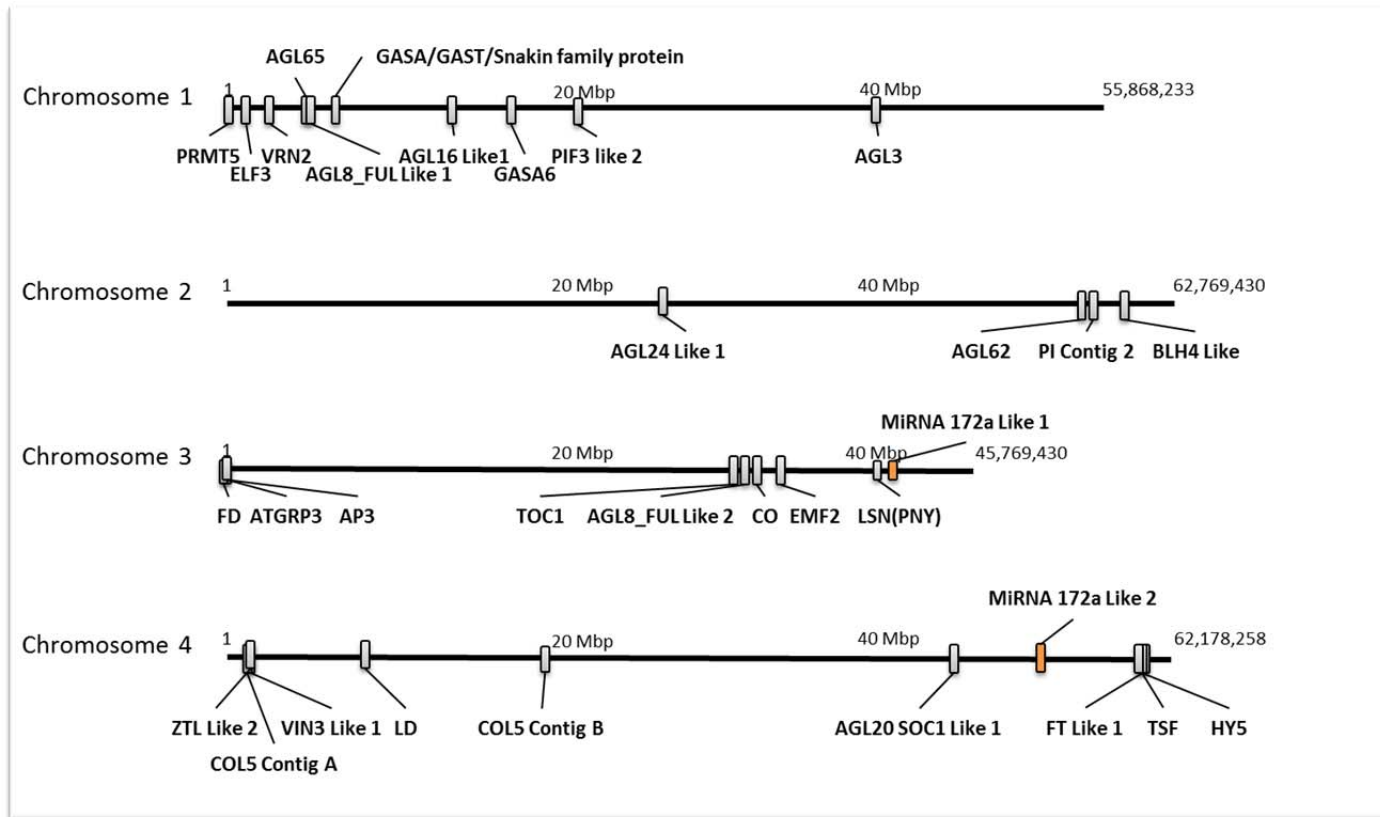 AGL65 GASA/GAST/Snakin family protein
Chromosome 1 1 20 Mbp 40 Mbp 55,868,233
PRMT5 VRN2 AGL16 Like1 PIF3 like 2 AGL3
ELF3 AGL8_FUL Like 1 GASA6
Chromosome 2 1 20 Mbp 40 Mbp 62,769,430
AGL24 Like 1 AGL62 PI Contig 2 BLH4 Like
MiRNA 172a Like 1
Chromosome 3 1 20 Mbp 40 Mbp 45,769,430
FD ATGRP3 AP3 TOC1 AGL8_FUL Like 2 CO EMF2 LSN(PNY)
MiRNA 172a Like 2
Chromosome 4 1 20 Mbp 40 Mbp 62,178,258
ZTL Like 2 VIN3 Like 1 LD COL5 Contig B AGL20 SOC1 Like 1 FT Like 1 TSF HY5
COL5 Contig A